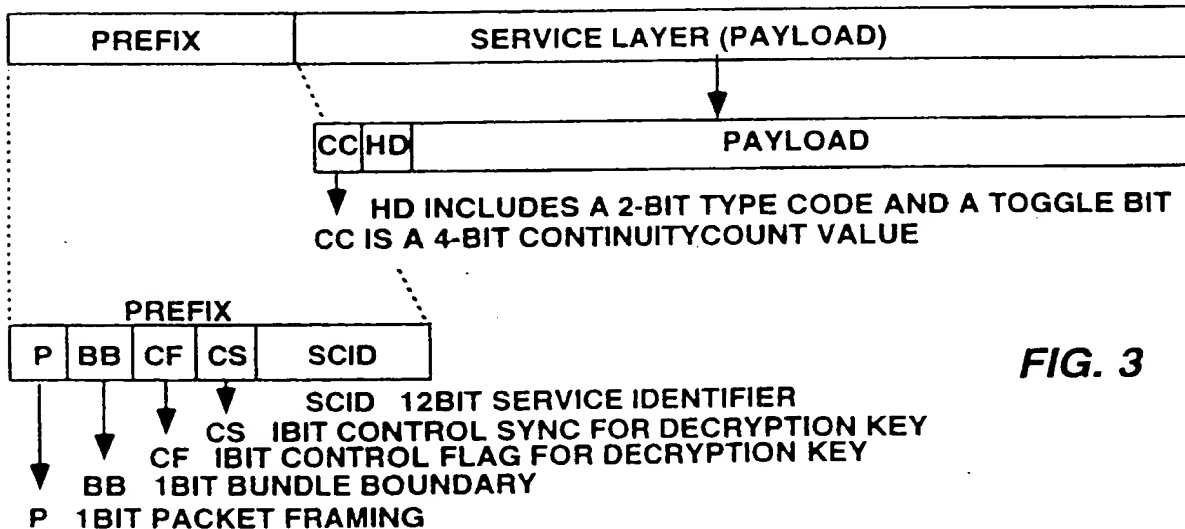 PREFIX SERVICE LAYER (PAYLOAD)
CC HD PAYLOAD
HD INCLUDES A 2-BIT TYPE CODE AND A TOGGLE BIT
CC IS A 4-BIT CONTINUITYCOUNT VALUE
PREFIX
P BB CF CS SCID
FIG. 3
SCID 12BIT SERVICE IDENTIFIER
CS IBIT CONTROL SYNC FOR DECRYPTION KEY
CF IBIT CONTROL FLAG FOR DECRYPTION KEY
BB 1BIT BUNDLE BOUNDARY
P 1BIT PACKET FRAMING